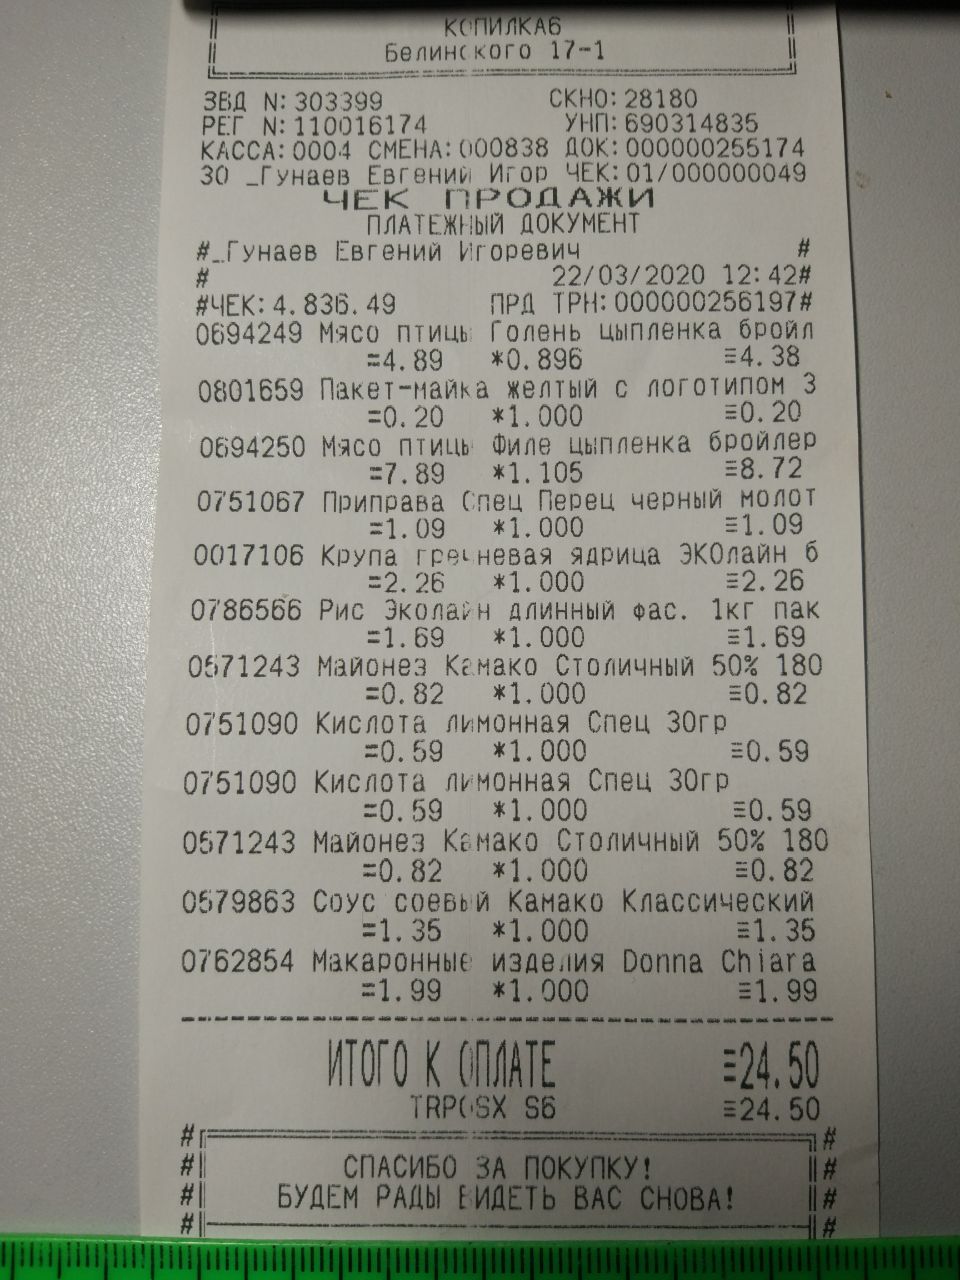 КОПИЛКА6
Белинского 17-1
ЗВД N: 303399 СКНО: 28180
РЕГ N: 110016174 УНП: 690314835
КАССА: 0004 СМЕНА: 000838 ДОК: 000000255174
30 _Гунаев Евгений Игор ЧЕК: 01/000000049
ЧЕК ПРОДАЖИ
ПЛАТЕЖНЫЙ ДОКУМЕНТ
#_Гунаев Евгений Игоревич #
# 22/03/2020 12:42#
#ЧЕК: 4.836.49 ПРД ТРН: 000000256197#
0694249 Мясо птицы Голень цыпленка бройл
=4.89 *0.896 ≡4.38
0801659 Пакет-майка желтый с логотипом 3
=0.20 *1.000 ≡0.20
0694250 Мясо птицы Филе цыпленка бройлер
=7.89 *1.105 ≡8.72
0751067 Приправа Спец Перец черный молот
=1.09 *1.000 ≡1.09
0017106 Крупа гречневая ядрица ЭКОлайн б
=2.26 *1.000 ≡2.26
0786566 Рис Эколайн длинный фас. 1кг пак
=1.69 *1.000 ≡1.69
0571243 Майонез Камако Столичный 50% 180
=0.82 *1.000 ≡0.82
0751090 Кислота лимонная Спец 30гр
=0.59 *1.000 ≡0.59
0751090 Кислота лимонная Спец 30гр
=0.59 *1.000 ≡0.59
0571243 Майонез Камако Столичный 50% 180
=0.82 *1.000 ≡0.82
0579863 Соус соевый Камако Классический
=1.35 *1.000 ≡1.35
0762854 Макаронные изделия Donna Chiara
=1.99 *1.000 ≡1.99
ИТОГО К ОПЛАТЕ ≡24.50
TRPOSX S6 ≡24.50
# #
# СПАСИБО ЗА ПОКУПКУ! #
# БУДЕМ РАДЫ ВИДЕТЬ ВАС СНОВА! #
# #